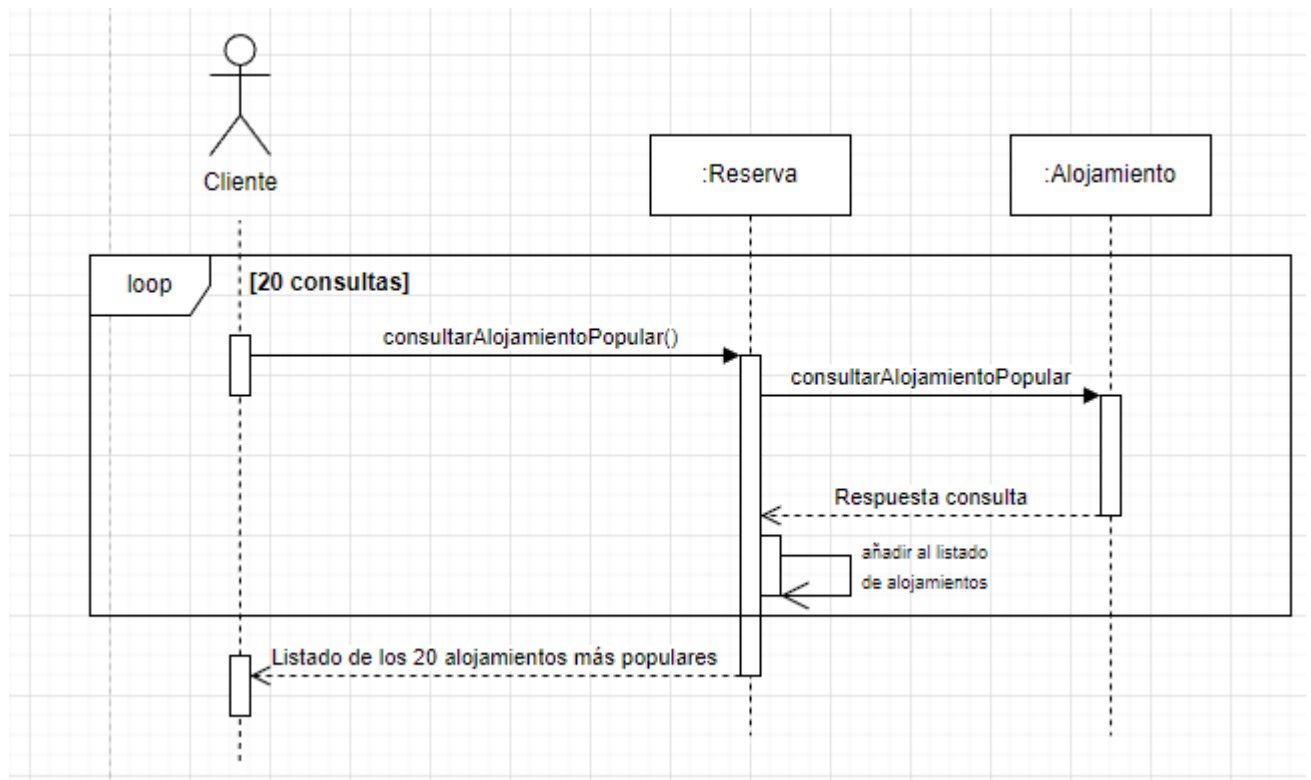 Cliente
:Reserva
:Alojamiento
loop
[20 consultas]
consultarAlojamientoPopular()
consultarAlojamientoPopular
Respuesta consulta
añadir al listado
de alojamientos
Listado de los 20 alojamientos más populares